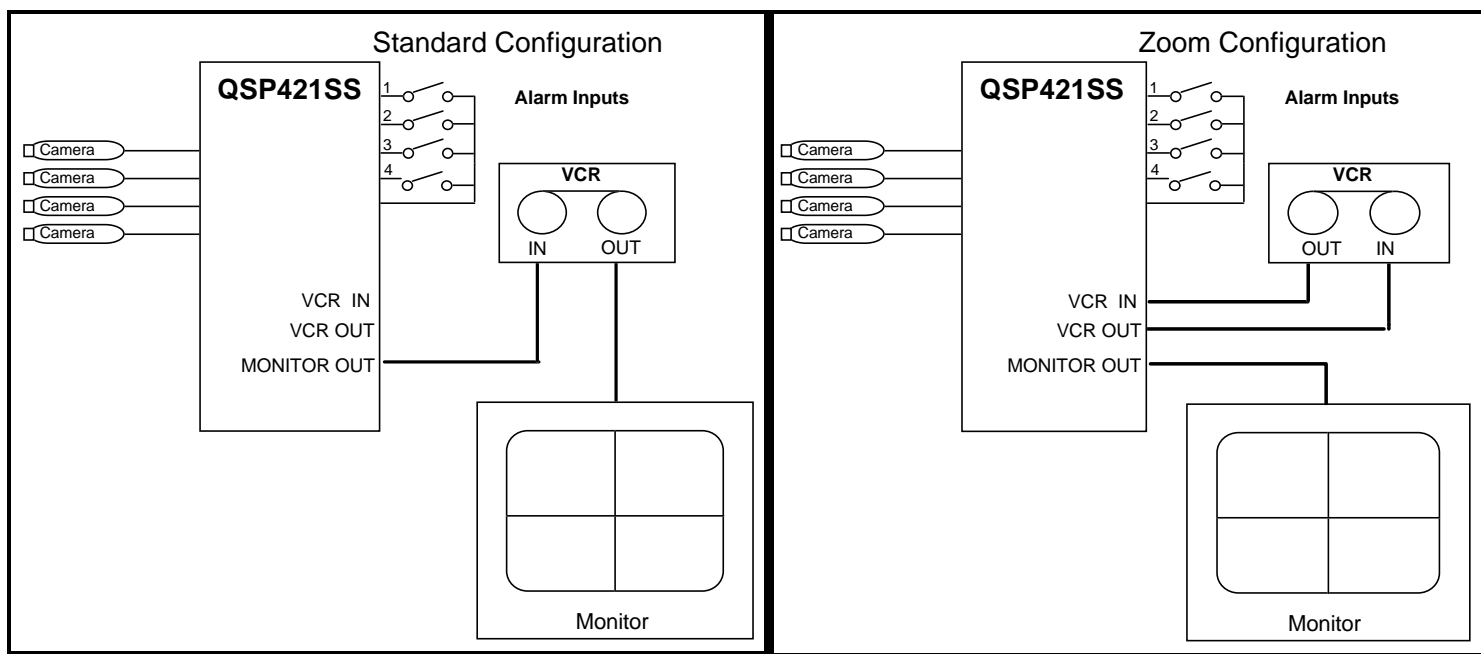 Standard Configuration
QSP421SS
Alarm Inputs
1
2
3
4
Camera
Camera
Camera
Camera
VCR
IN OUT
VCR IN
VCR OUT
MONITOR OUT
Monitor
Zoom Configuration
QSP421SS
Alarm Inputs
1
2
3
4
Camera
Camera
Camera
Camera
VCR
OUT IN
VCR IN
VCR OUT
MONITOR OUT
Monitor